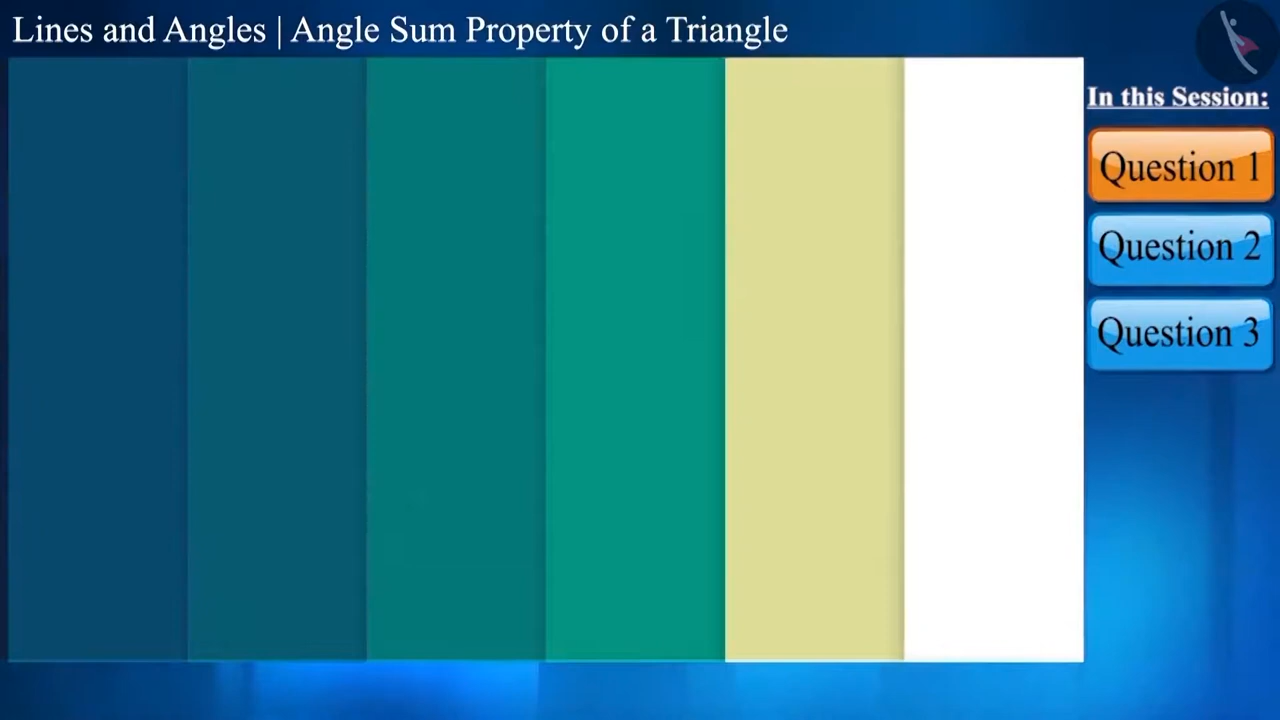 Lines and Angles | Angle Sum Property of a Triangle
In this Session:
Question 1
Question 2
Question 3